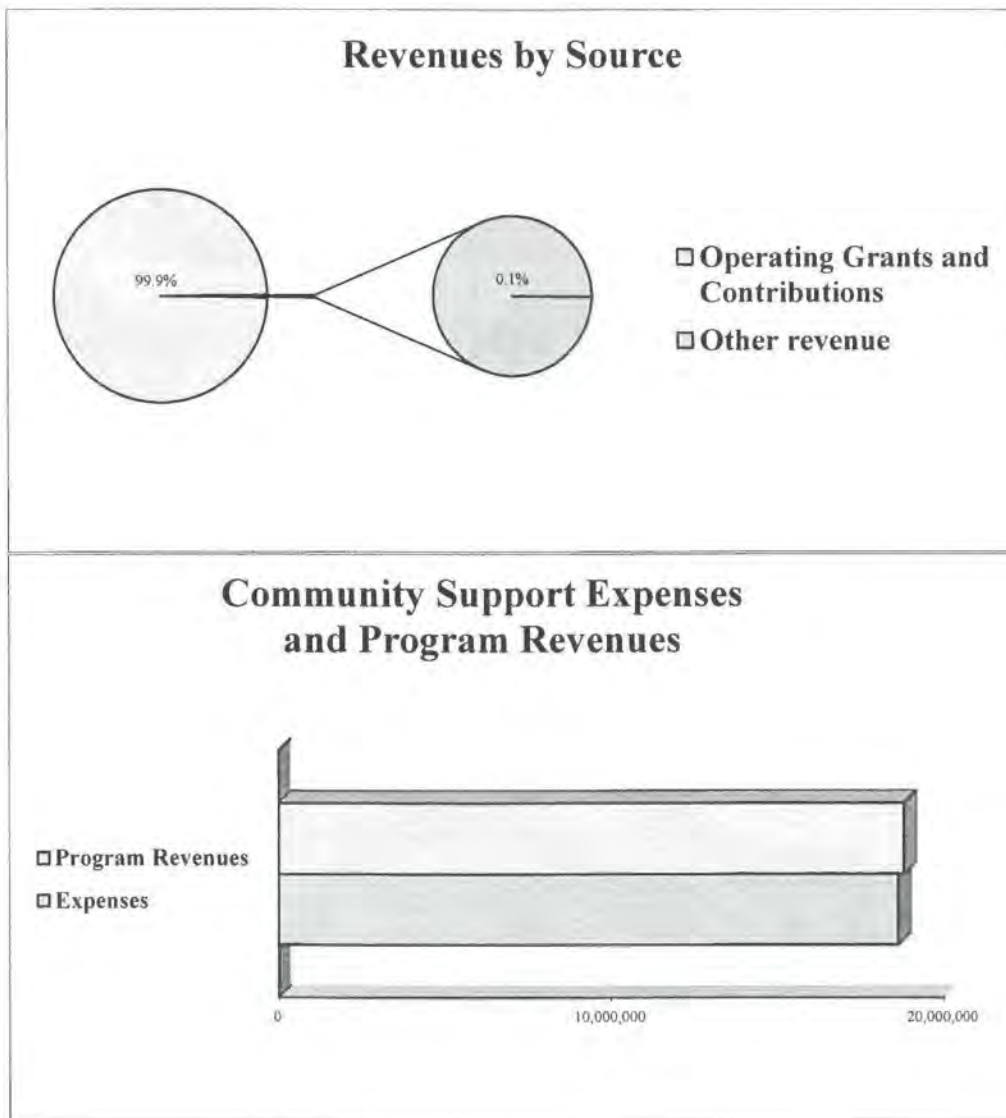 Revenues by Source
99.9%
0.1%
Operating Grants and
Contributions
Other revenue
Community Support Expenses
and Program Revenues
Program Revenues
Expenses
0
10,000,000
20,000,000